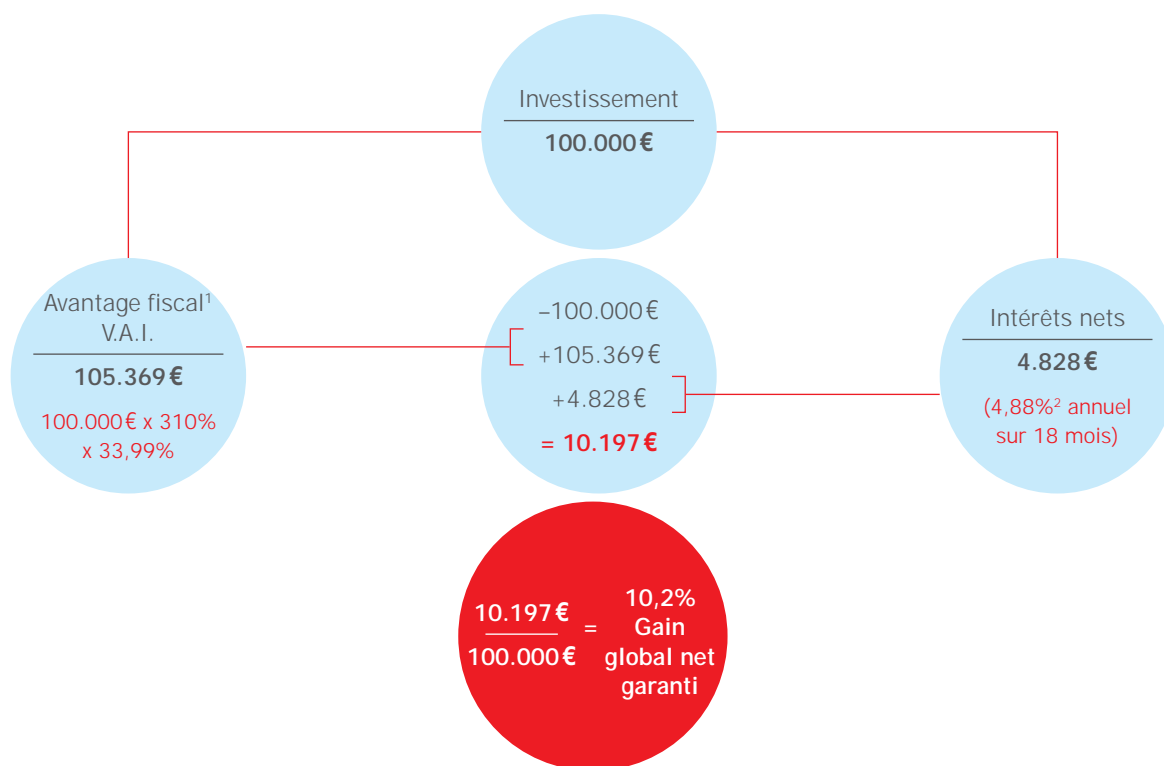 Investissement
100.000 €
Avantage fiscal¹
V.A.I.
105.369 €
100.000 € x 310%
x 33,99%
–100.000 €
+105.369 €
+4.828 €
= 10.197 €
Intérêts nets
4.828 €
(4,88%² annuel
sur 18 mois)
10.197 €
100.000 €
=
10,2%
Gain
global net
garanti